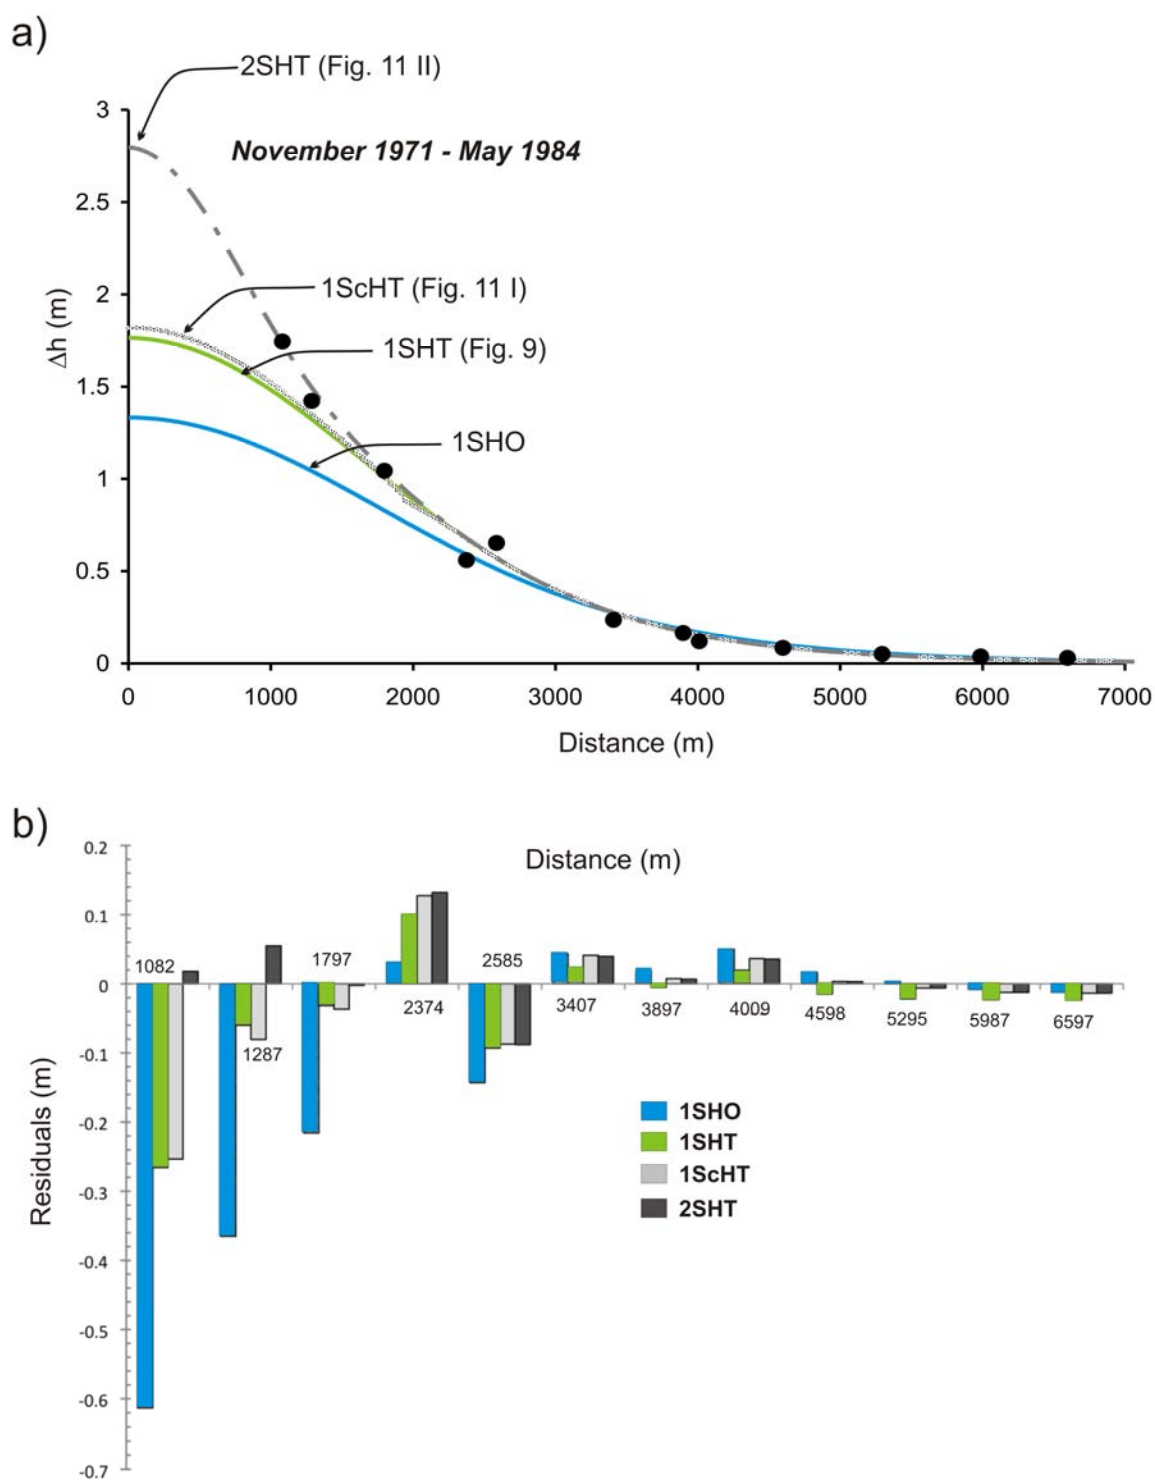 a)
2SHT (Fig. 11 II)
3
November 1971 - May 1984
2.5
2
1ScHT (Fig. 11 I)
Δh (m)
1SHT (Fig. 9)
1.5
1SHO
1
0.5
0
0 1000 2000 3000 4000 5000 6000 7000
Distance (m)
b)
0.2
Distance (m)
0.1
1082 1797 2585
0
2374 3407 3897 4009 4598 5295 5987 6597
1287
-0.1
Residuals (m)
1SHO
-0.2
1SHT
1ScHT
-0.3
2SHT
-0.4
-0.5
-0.6
-0.7